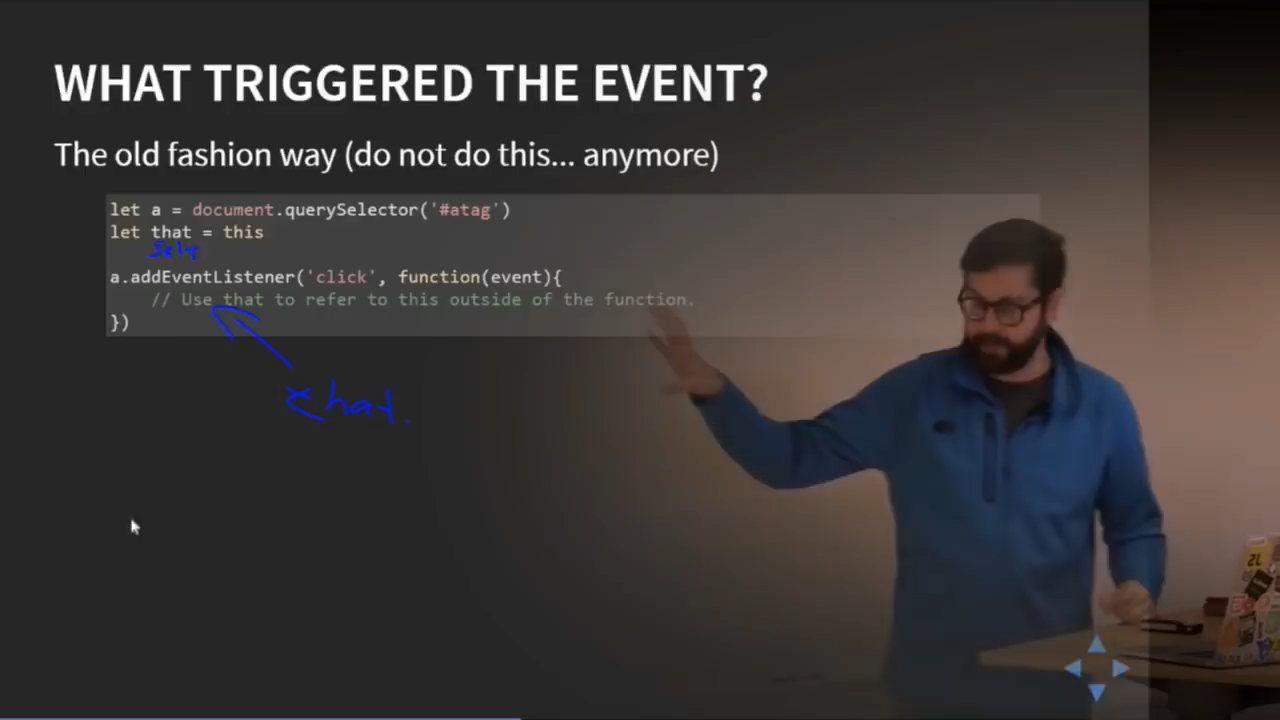 WHAT TRIGGERED THE EVENT?
The old fashion way (do not do this... anymore)
let a = document.querySelector('#atag')
let that = this
Self
a.addEventListener('click', function(event){
// Use that to refer to this outside of the function.
})
that.